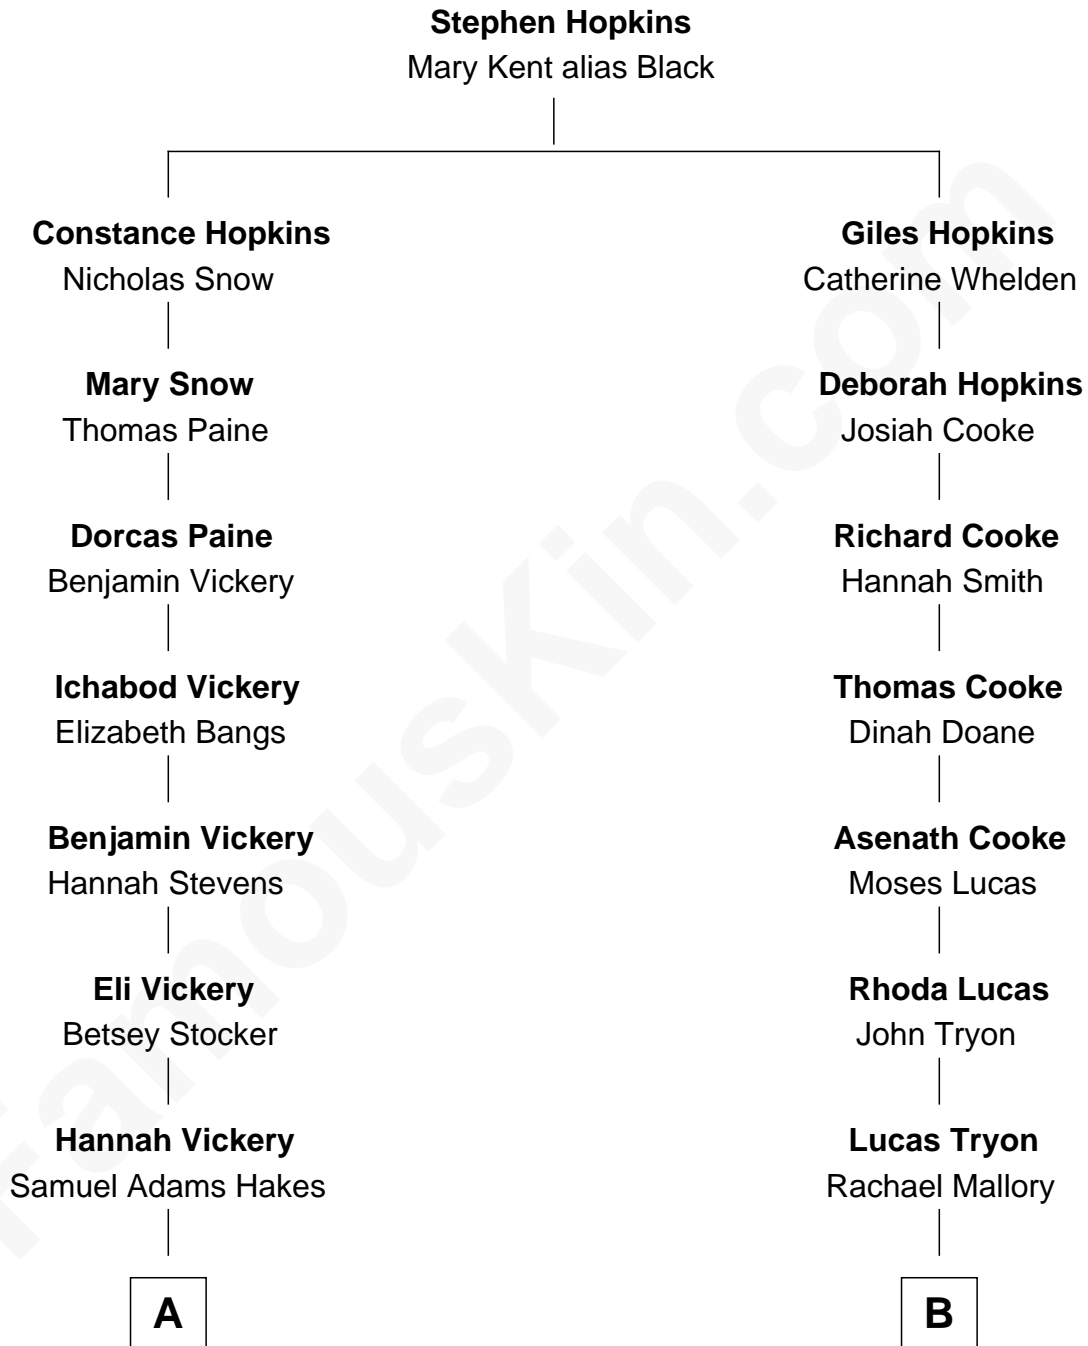 Stephen Hopkins
Mary Kent alias Black
Constance Hopkins
Nicholas Snow
Giles Hopkins
Catherine Whelden
Mary Snow
Thomas Paine
Deborah Hopkins
Josiah Cooke
Dorcas Paine
Benjamin Vickery
Richard Cooke
Hannah Smith
Ichabod Vickery
Elizabeth Bangs
Thomas Cooke
Dinah Doane
Benjamin Vickery
Hannah Stevens
Asenath Cooke
Moses Lucas
Eli Vickery
Betsey Stocker
Rhoda Lucas
John Tryon
Hannah Vickery
Samuel Adams Hakes
Lucas Tryon
Rachael Mallory
A
B
FamousKin.com